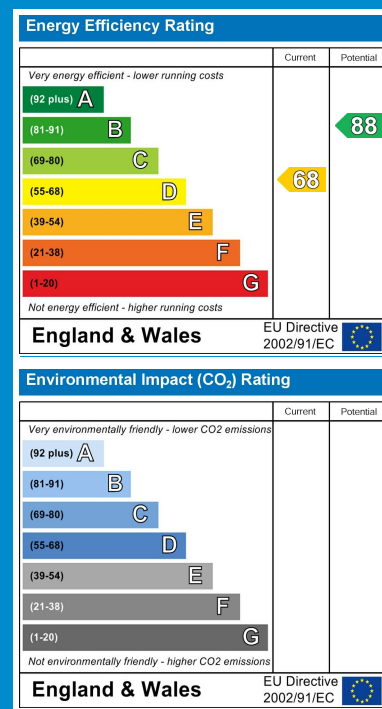 Energy Efficiency Rating
Current Potential
Very energy efficient - lower running costs
(92 plus) A
(81-91) B
88
(69-80) C
(55-68) D
68
(39-54) E
(21-38) F
(1-20) G
Not energy efficient - higher running costs
England & Wales
EU Directive
2002/91/EC
Environmental Impact (CO₂) Rating
Current Potential
Very environmentally friendly - lower CO2 emissions
(92 plus) A
(81-91) B
(69-80) C
(55-68) D
(39-54) E
(21-38) F
(1-20) G
Not environmentally friendly - higher CO2 emissions
England & Wales
EU Directive
2002/91/EC